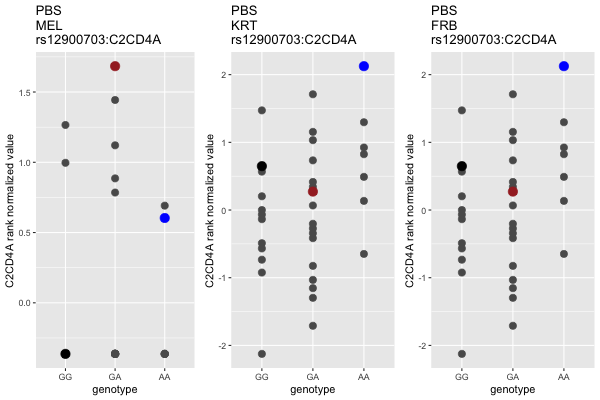 PBS
MEL
rs12900703:C2CD4A
PBS
KRT
rs12900703:C2CD4A
PBS
FRB
rs12900703:C2CD4A
C2CD4A rank normalized value
1.5
1.0
0.5
0.0
GG GA AA
genotype
C2CD4A rank normalized value
2
1
0
-1
-2
GG GA AA
genotype
C2CD4A rank normalized value
2
1
0
-1
-2
GG GA AA
genotype